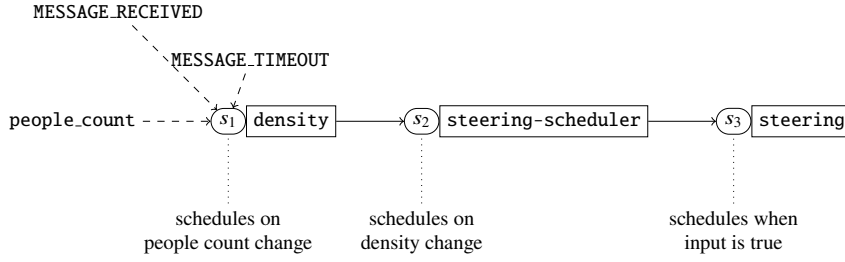 MESSAGE_RECEIVED
MESSAGE_TIMEOUT
people_count s1 density s2 steering-scheduler s3 steering
schedules on schedules on schedules when
people count change density change input is true